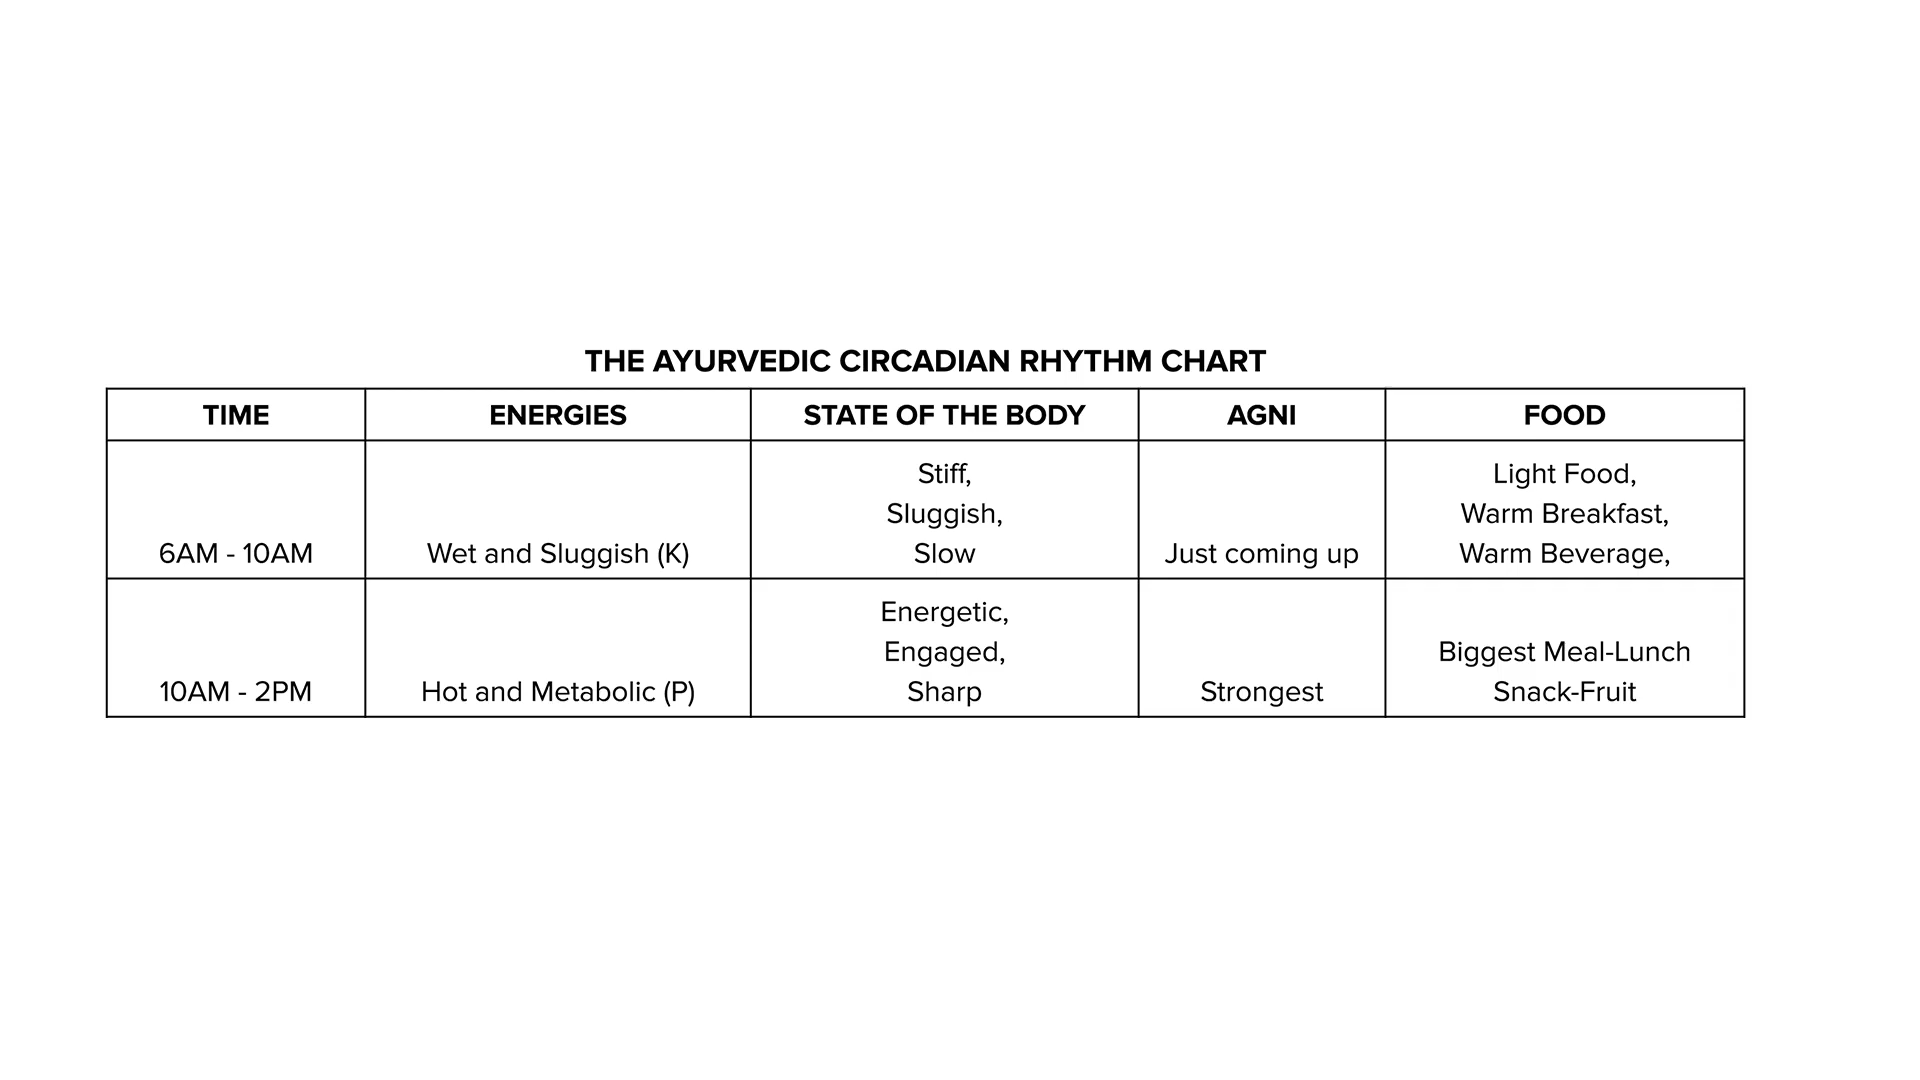 THE AYURVEDIC CIRCADIAN RHYTHM CHART
TIME ENERGIES STATE OF THE BODY AGNI FOOD
6AM - 10AM
Wet and Sluggish (K)
Stiff,
Sluggish,
Slow
Just coming up
Light Food,
Warm Breakfast,
Warm Beverage,
10AM - 2PM
Hot and Metabolic (P)
Energetic,
Engaged,
Sharp
Strongest
Biggest Meal-Lunch
Snack-Fruit